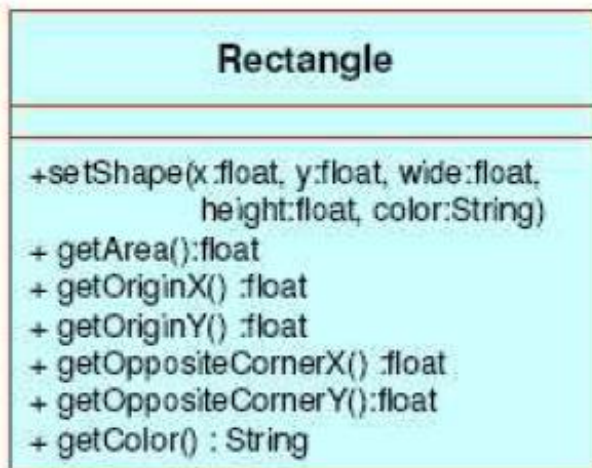 Rectangle
+setShape(x:float, y:float, wide:float,
height:float, color:String)
+ getArea():float
+ getOriginX() :float
+ getOriginY() :float
+ getOppositeCornerX() :float
+ getOppositeCornerY():float
+ getColor() : String